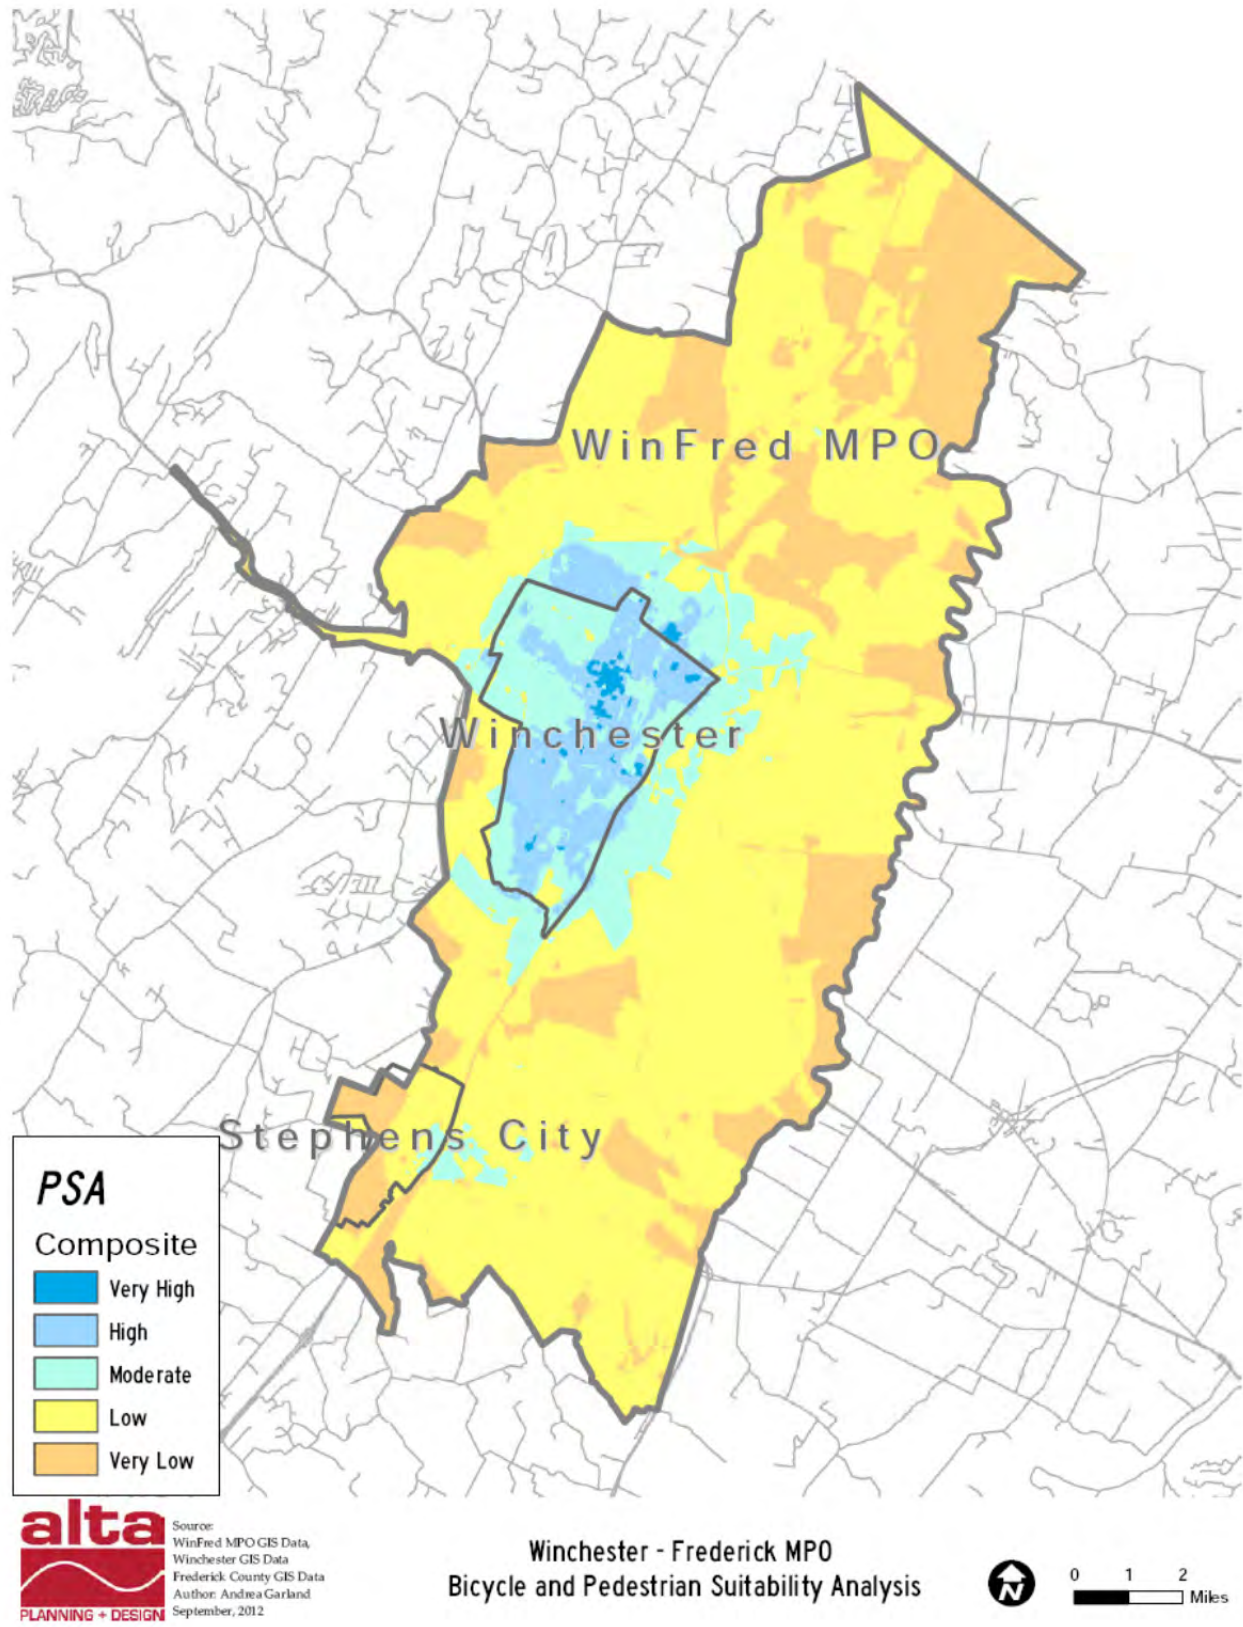 WinFred MPO
Winchester
Stephens City
PSA
Composite
Very High
High
Moderate
Low
Very Low
alta
PLANNING + DESIGN
Source:
WinFred MPO GIS Data,
Winchester GIS Data
Frederick County GIS Data
Author: Andrea Garland
September, 2012
Winchester - Frederick MPO
Bicycle and Pedestrian Suitability Analysis
N
0 1 2
Miles